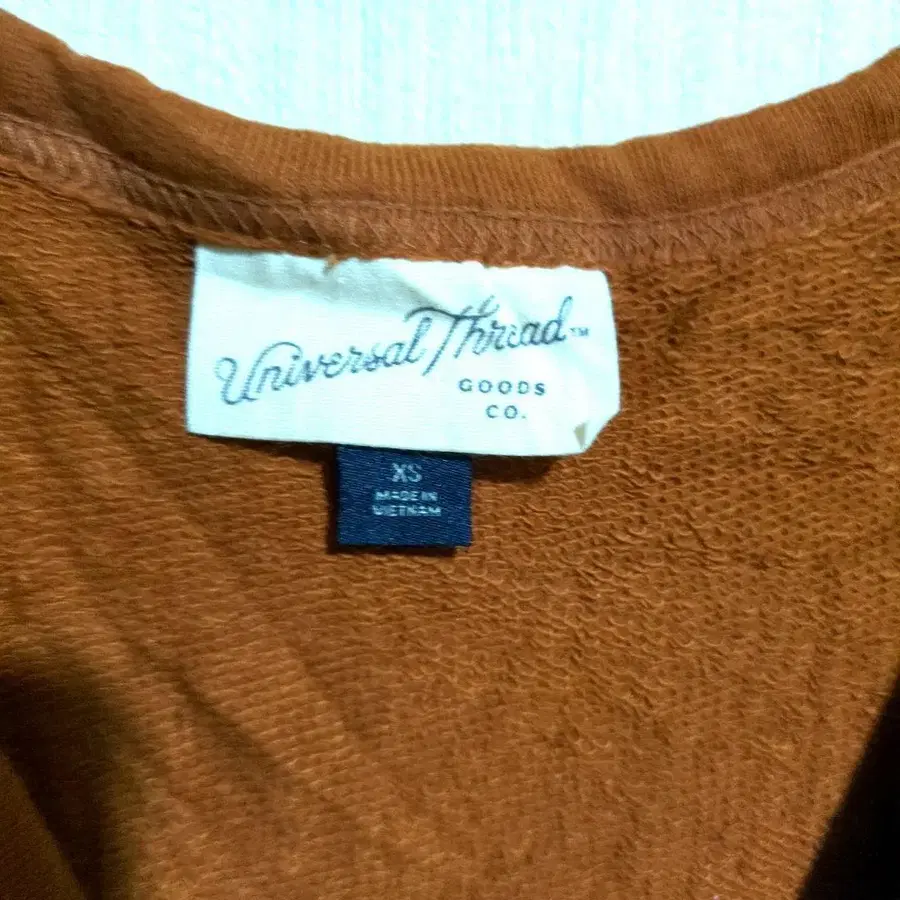 Universal Thread™
GOODS
CO.
XS
MADE IN
VIETNAM